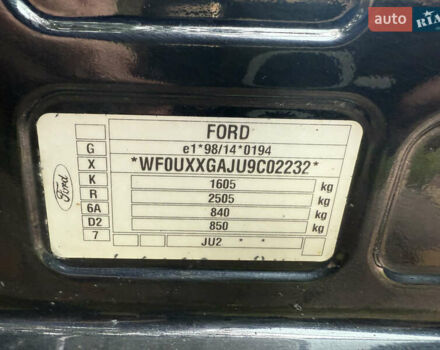 auto RIA
FORD
e1*98/14*0194
*WF0UXXGAJU9C02232*
G
X
K
R
6A
D2
7
1605 kg
2505 kg
840 kg
850 kg
JU2 * *
Ford